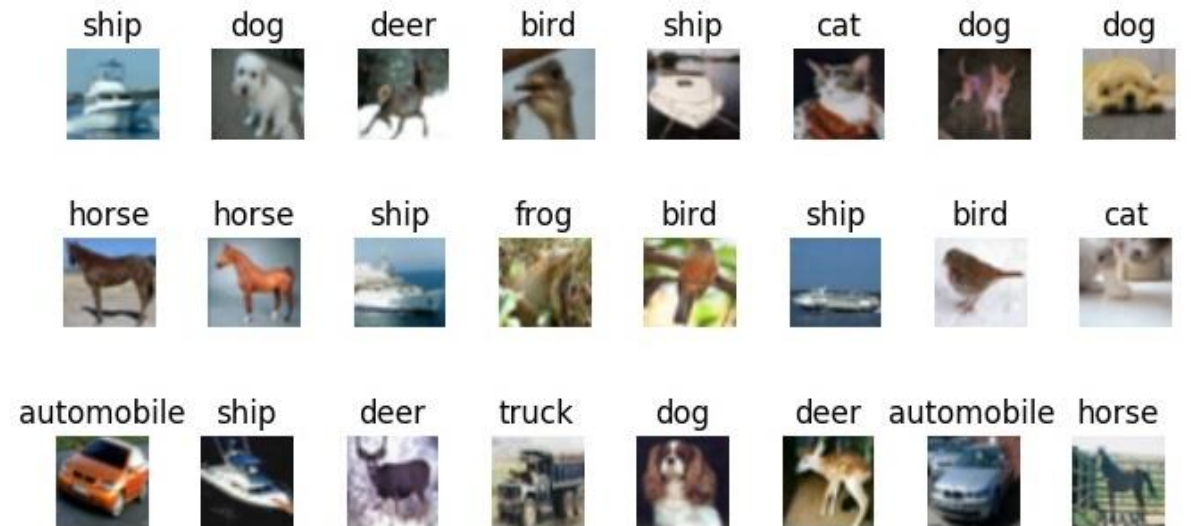 ship dog deer bird ship cat dog dog
horse horse ship frog bird ship bird cat
automobile ship deer truck dog deer automobile horse